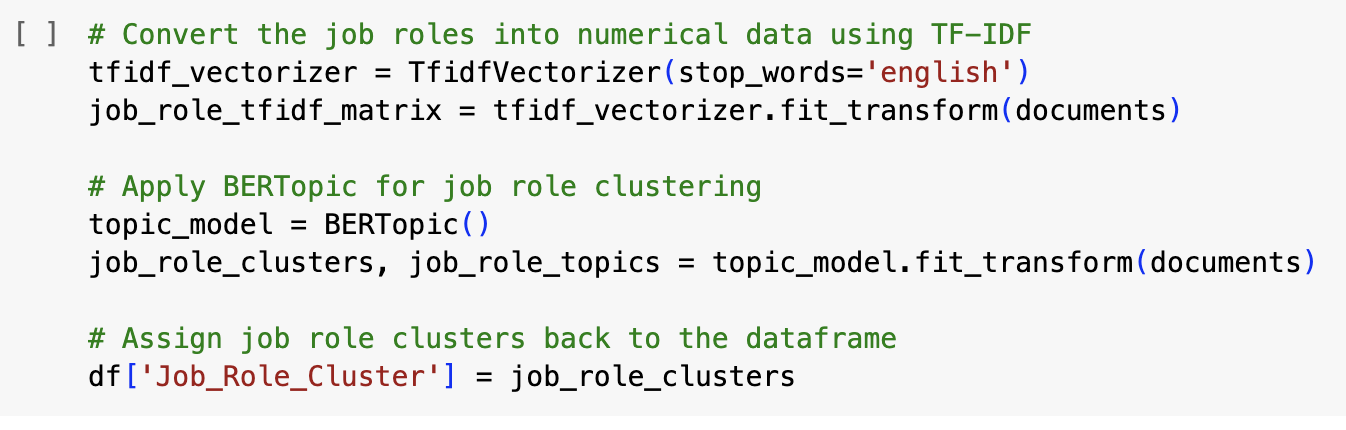 [ ] # Convert the job roles into numerical data using TF-IDF
tfidf_vectorizer = TfidfVectorizer(stop_words='english')
job_role_tfidf_matrix = tfidf_vectorizer.fit_transform(documents)
# Apply BERTopic for job role clustering
topic_model = BERTopic()
job_role_clusters, job_role_topics = topic_model.fit_transform(documents)
# Assign job role clusters back to the dataframe
df['Job_Role_Cluster'] = job_role_clusters